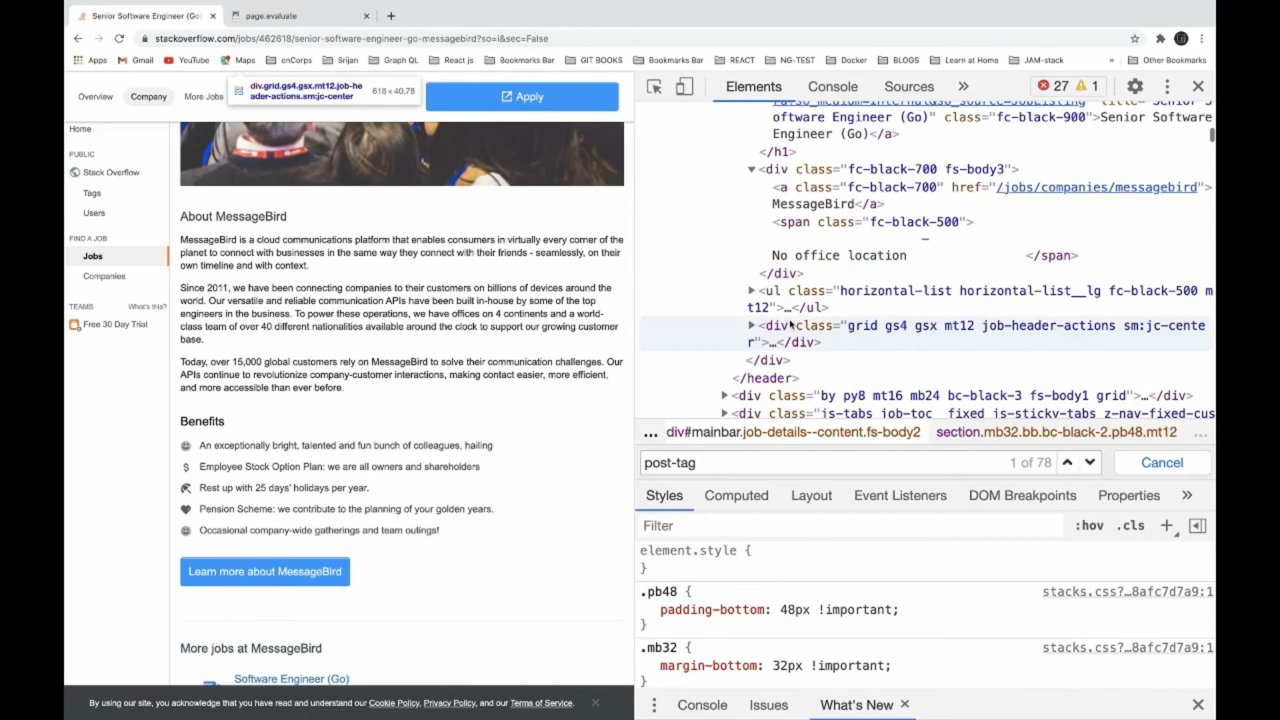 Senior Software Engineer (Go)
page.evaluate
stackoverflow.com/jobs/462618/senior-software-engineer-go-messagebird?so=i&sec=False
Apps Gmail YouTube Maps onCorps Srijan Graph QL React js Bookmarks Bar GIT BOOKS Bookmarks Bar REACT NG-TEST Docker BLOGS Learn at Home JAM-stack » Other Bookmarks
Overview Company More Jobs
div.grid.gs4.gsx.mt12.job-he
ader-actions.sm:jc-center
618 × 40.78
Apply
Home
PUBLIC
Stack Overflow
Tags
Users
FIND A JOB
Jobs
Companies
TEAMS What's this?
Free 30 Day Trial
About MessageBird
MessageBird is a cloud communications platform that enables consumers in virtually every corner of the
planet to connect with businesses in the same way they connect with their friends - seamlessly, on their
own timeline and with context.
Since 2011, we have been connecting companies to their customers on billions of devices around the
world. Our versatile and reliable communication APIs have been built in-house by some of the top
engineers in the business. To power these operations, we have offices on 4 continents and a world-
class team of over 40 different nationalities available around the clock to support our growing customer
base.
Today, over 15,000 global customers rely on MessageBird to solve their communication challenges. Our
APIs continue to revolutionize company-customer interactions, making contact easier, more efficient,
and more accessible than ever before.
Benefits
An exceptionally bright, talented and fun bunch of colleagues, hailing
Employee Stock Option Plan: we are all owners and shareholders
Rest up with 25 days' holidays per year.
Pension Scheme: we contribute to the planning of your golden years.
Occasional company-wide gatherings and team outings!
Learn more about MessageBird
More jobs at MessageBird
Software Engineer (Go)
By using our site, you acknowledge that you have read and understand our Cookie Policy, Privacy Policy, and our Terms of Service.
Elements Console Sources » 27 1
oftware Engineer (Go)" class="fc-black-900">Senior Software
Engineer (Go)</a>
</h1>
<div class="fc-black-700 fs-body3">
<a class="fc-black-700" href="/jobs/companies/messagebird">
MessageBird</a>
<span class="fc-black-500">
–
No office location </span>
</div>
<ul class="horizontal-list horizontal-list__lg fc-black-500 m
t12">…</ul>
<div class="grid gs4 gsx mt12 job-header-actions sm:jc-cente
r">…</div>
</div>
</header>
<div class="by py8 mt16 mb24 bc-black-3 fs-body1 grid">…</div>
<div class="is-tabs job-toc _fixed is-sticky-tabs z-nav-fixed-cus
... div#mainbar.job-details--content.fs-body2 section.mb32.bb.bc-black-2.pb48.mt12 ...
post-tag 1 of 78 Cancel
Styles Computed Layout Event Listeners DOM Breakpoints Properties »
Filter :hov .cls +
element.style {
}
.pb48 { stacks.css?…8afc7d7a9:1
padding-bottom: 48px !important;
}
.mb32 { stacks.css?…8afc7d7a9:1
margin-bottom: 32px !important;
}
Console Issues What's New